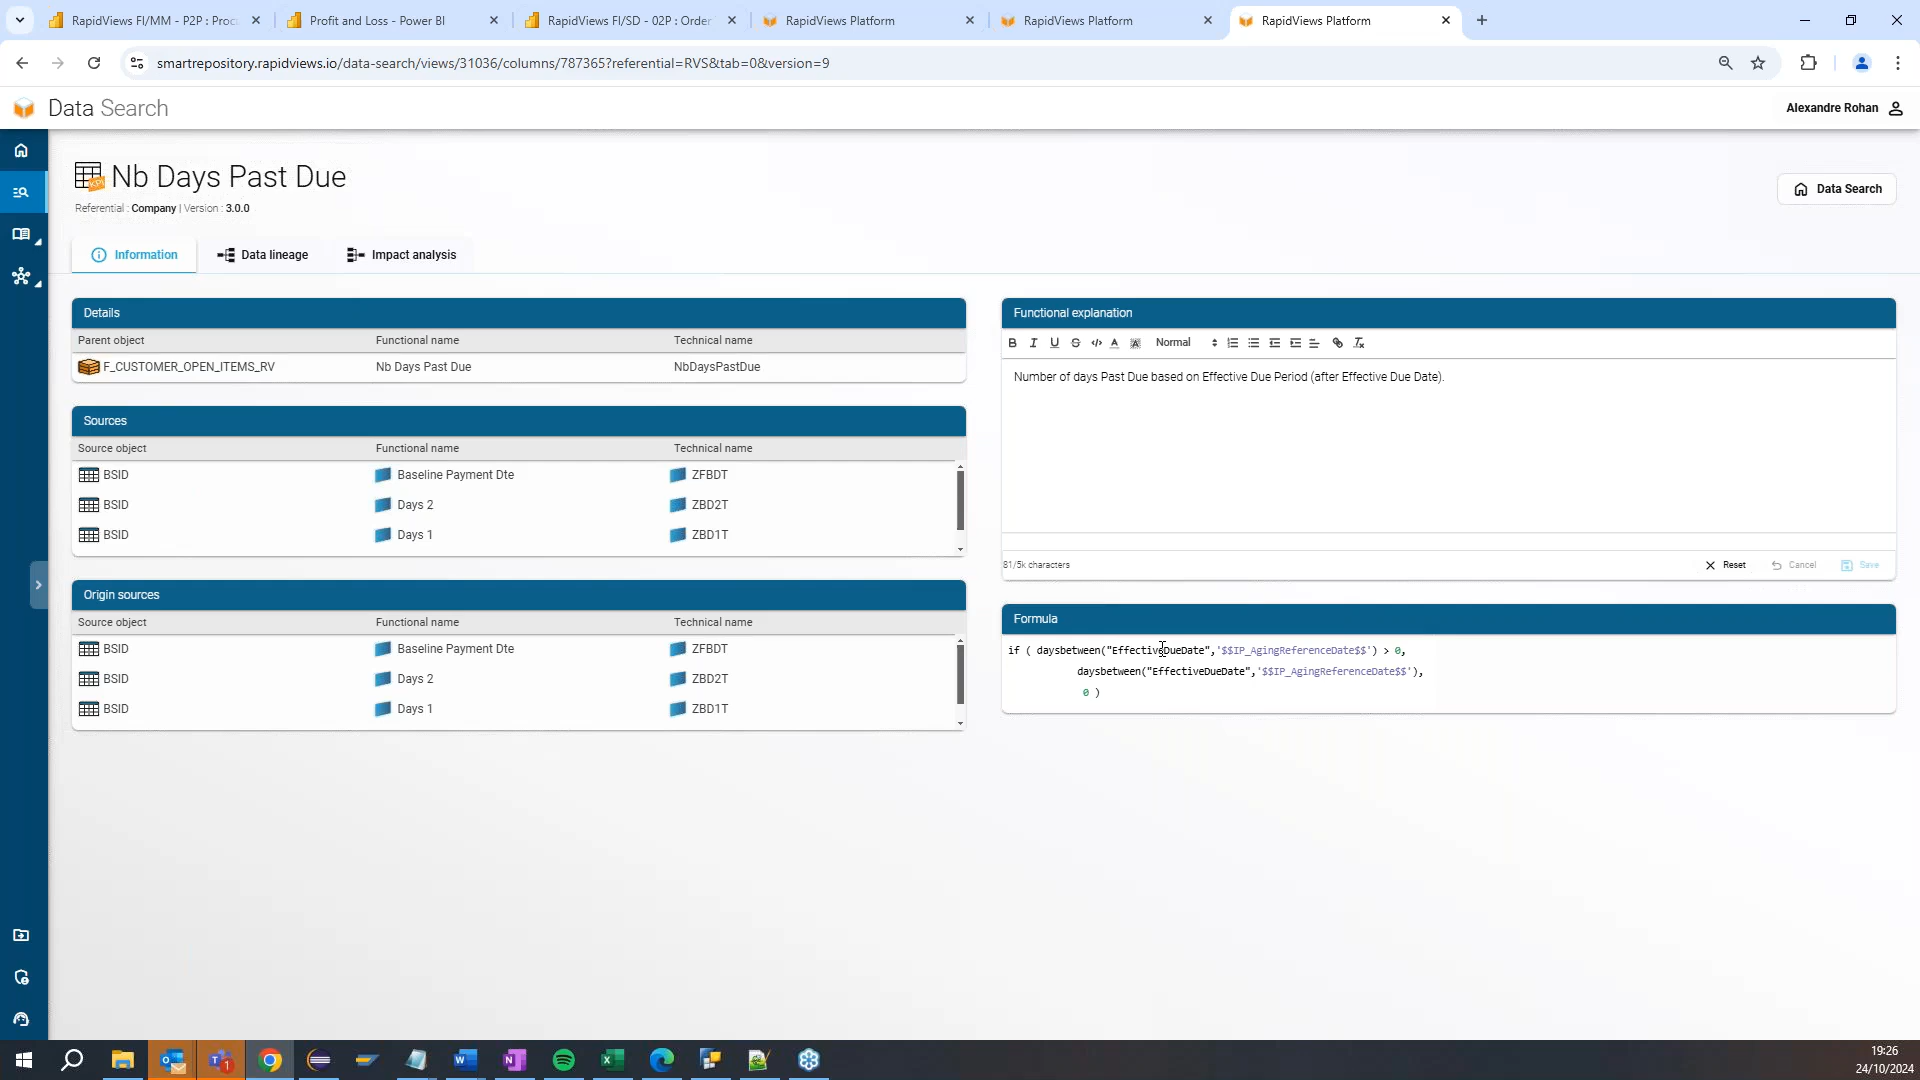 RapidViews FI/MM - P2P : Proc
Profit and Loss - Power BI
RapidViews FI/SD - 02P : Order
RapidViews Platform
RapidViews Platform
RapidViews Platform
smartrepository.rapidviews.io/data-search/views/31036/columns/787365?referential=RVS&tab=0&version=9
Data Search
Alexandre Rohan
KPI
Nb Days Past Due
Referential : Company | Version : 3.0.0
Data Search
Information
Data lineage
Impact analysis
Details
Parent object Functional name Technical name
F_CUSTOMER_OPEN_ITEMS_RV Nb Days Past Due NbDaysPastDue
Sources
Source object Functional name Technical name
BSID Baseline Payment Dte ZFBDT
BSID Days 2 ZBD2T
BSID Days 1 ZBD1T
Origin sources
Source object Functional name Technical name
BSID Baseline Payment Dte ZFBDT
BSID Days 2 ZBD2T
BSID Days 1 ZBD1T
Functional explanation
Normal
Number of days Past Due based on Effective Due Period (after Effective Due Date).
81/5k characters
Reset Cancel Save
Formula
if ( daysbetween("EffectiveDueDate",'$$IP_AgingReferenceDate$$') > 0,
daysbetween("EffectiveDueDate",'$$IP_AgingReferenceDate$$'),
0 )
19:26
24/10/2024